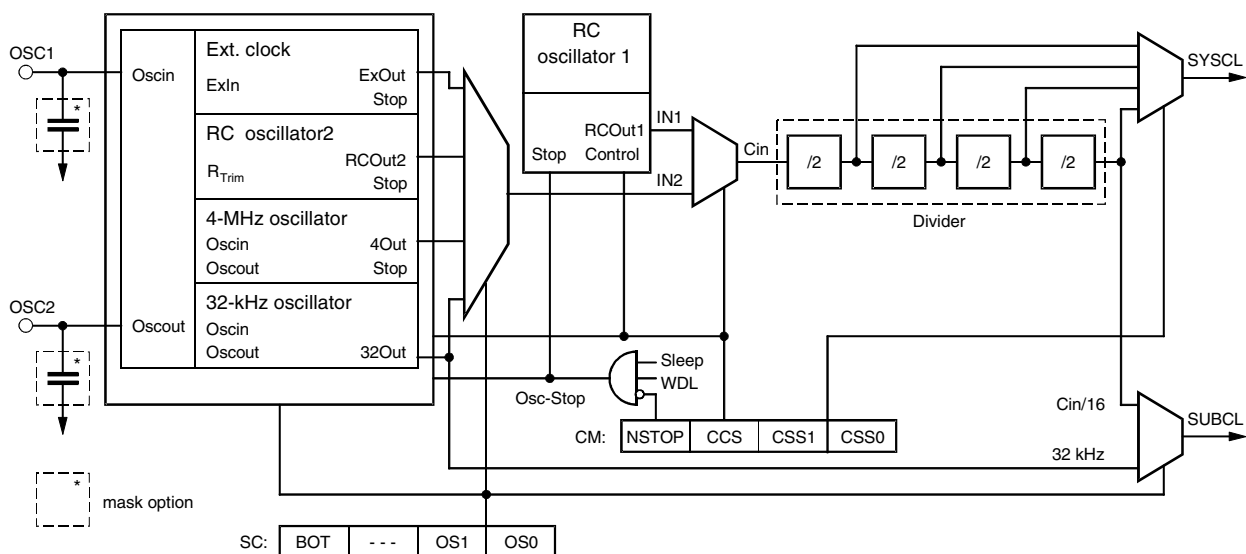 OSC1
Oscin
Ext. clock
ExIn
ExOut
Stop
RC oscillator2
RTrim
RCOut2
Stop
4-MHz oscillator
Oscin
Oscout
4Out
Stop
32-kHz oscillator
Oscin
Oscout
32Out
OSC2
Oscout
*
*
*
mask option
RC
oscillator 1
RCOut1
Stop
Control
IN1
IN2
Cin
/2
/2
/2
/2
Divider
SYSCL
Sleep
WDL
Osc-Stop
CM:
NSTOP
CCS
CSS1
CSS0
Cin/16
32 kHz
SUBCL
SC:
BOT
- - -
OS1
OS0